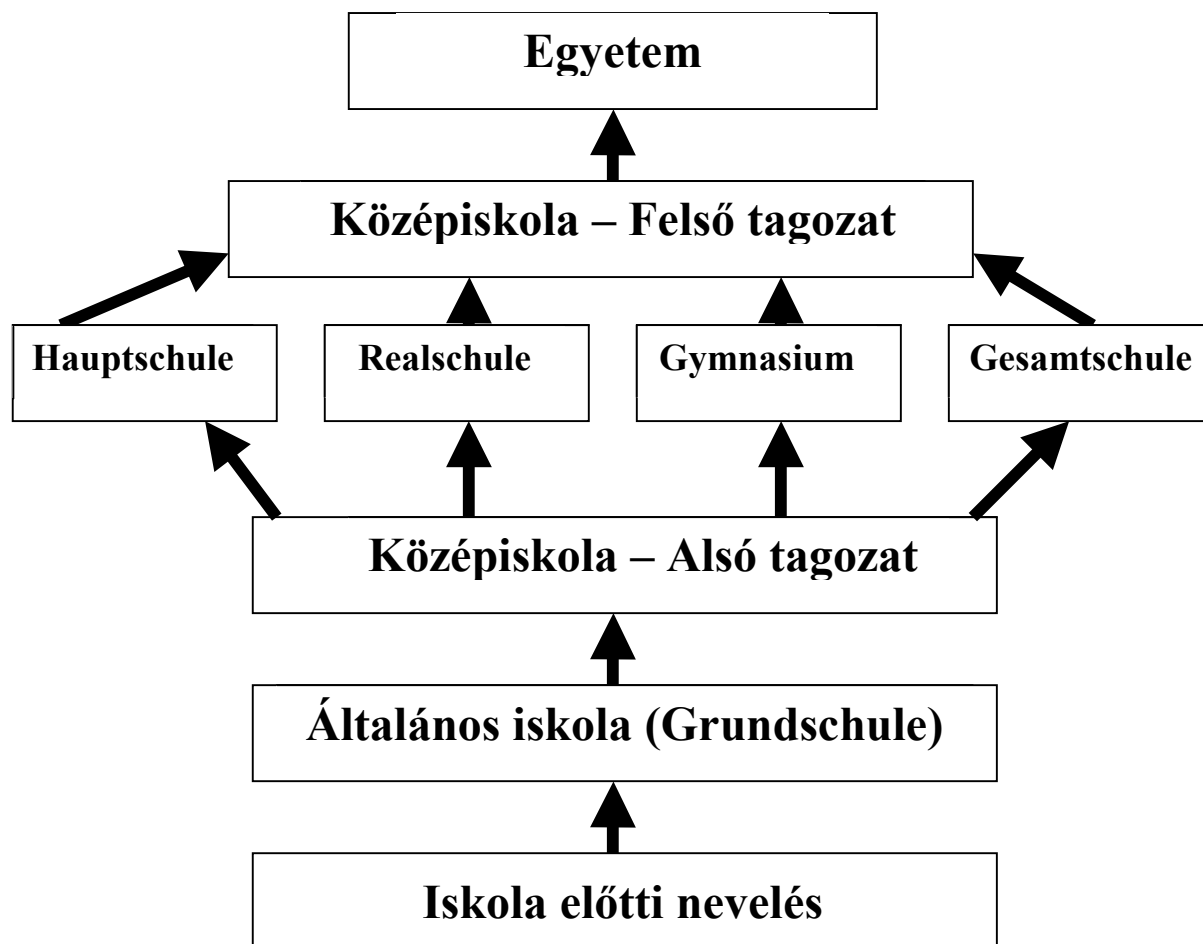 Egyetem
Középiskola – Felső tagozat
Hauptschule
Realschule
Gymnasium
Gesamtschule
Középiskola – Alsó tagozat
Általános iskola (Grundschule)
Iskola előtti nevelés